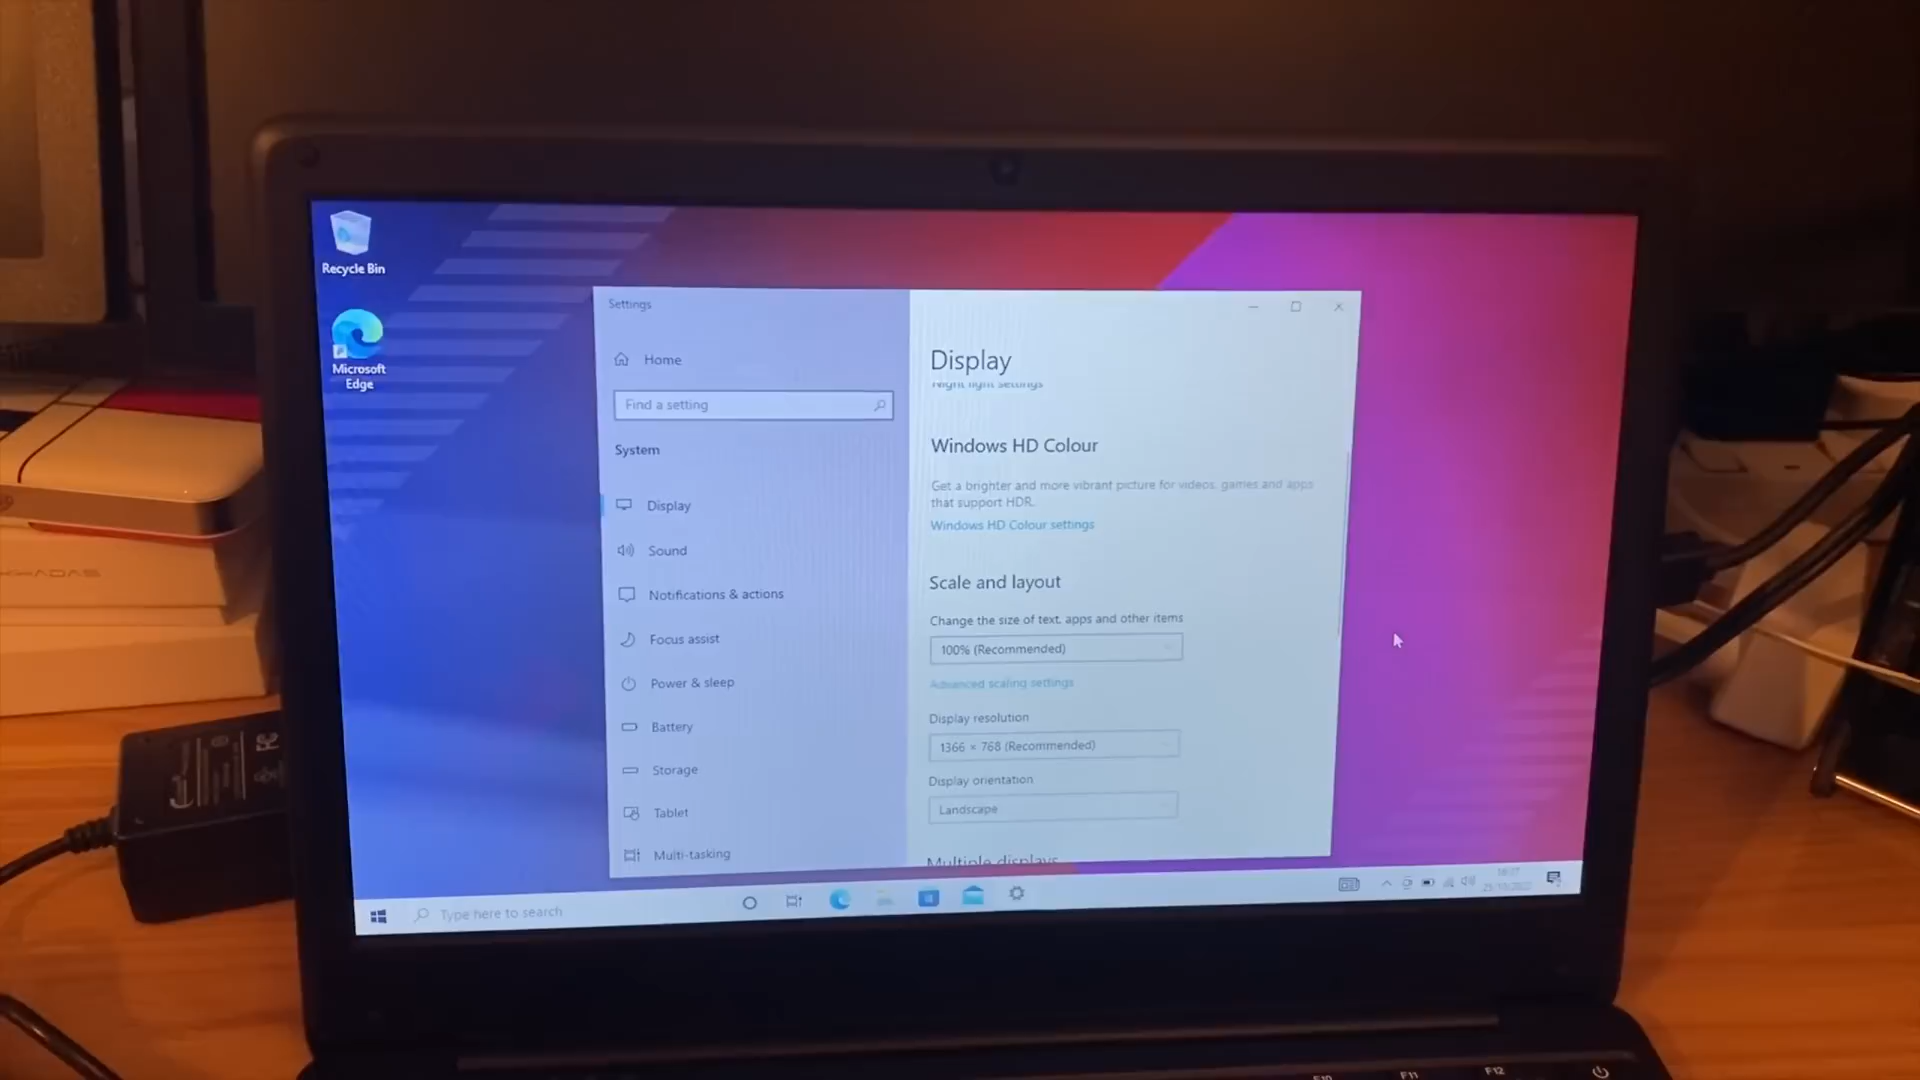 Recycle Bin
Microsoft
Edge
Settings
Home
Find a setting
System
Display
Sound
Notifications & actions
Focus assist
Power & sleep
Battery
Storage
Tablet
Multi-tasking
Display
Night light settings
Windows HD Colour
Get a brighter and more vibrant picture for videos, games and apps
that support HDR.
Windows HD Colour settings
Scale and layout
Change the size of text, apps and other items
100% (Recommended)
Advanced scaling settings
Display resolution
1366 × 768 (Recommended)
Display orientation
Landscape
Multiple displays
Type here to search
F10
F11
F12